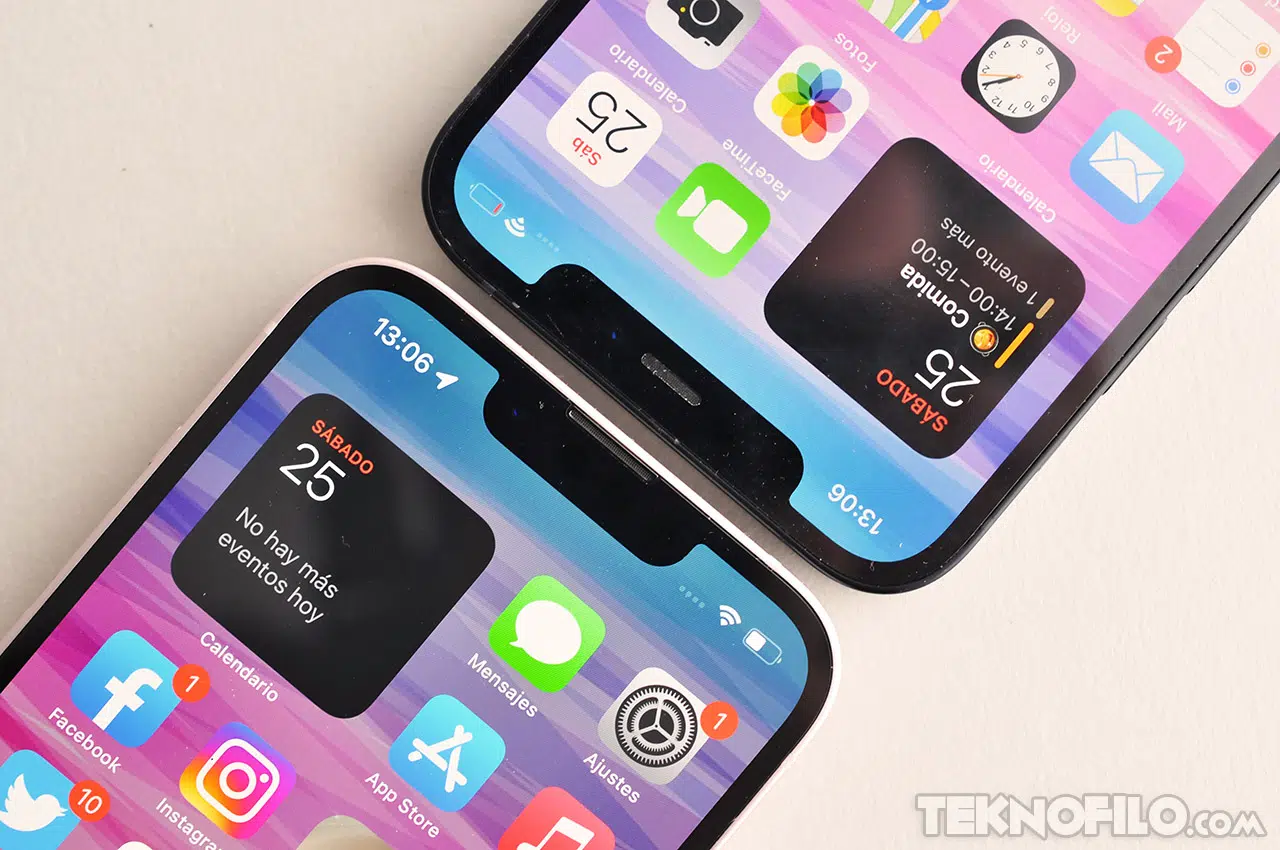 Calendario
Fotos
Reloj
2
Sáb
25
FaceTime
Calendario
Mail
SÁBADO
25
Comida
14:00–15:00
1 evento más
13:06
13:06
SÁBADO
25
No hay más
eventos hoy
Calendario
Mensajes
Facebook
1
Ajustes
1
App Store
Instagra
10
TEKNOFILO.COM